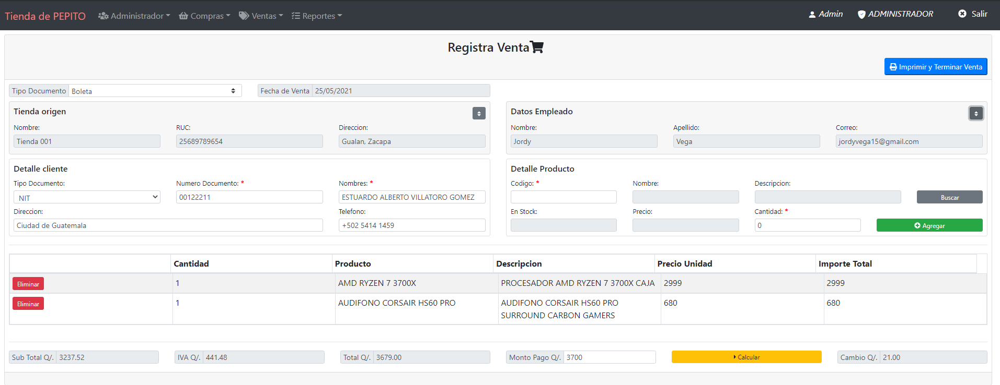 Tienda de PEPITO Administrador Compras Ventas Reportes Admin ADMINISTRADOR Salir
Registra Venta
Imprimir y Terminar Venta
Tipo Documento Boleta Fecha de Venta 25/05/2021
Tienda origen
Nombre: RUC: Direccion:
Tienda 001 25689789654 Gualan, Zacapa
Datos Empleado
Nombre: Apellido: Correo:
Jordy Vega jordyvega15@gmail.com
Detalle cliente
Tipo Documento: Numero Documento: * Nombres: *
NIT 00122211 ESTUARDO ALBERTO VILLATORO GOMEZ
Direccion: Telefono:
Ciudad de Guatemala +502 5414 1459
Detalle Producto
Codigo: * Nombre: Descripcion:
Buscar
En Stock: Precio: Cantidad: *
0 Agregar
Cantidad Producto Descripcion Precio Unidad Importe Total
Eliminar 1 AMD RYZEN 7 3700X PROCESADOR AMD RYZEN 7 3700X CAJA 2999 2999
Eliminar 1 AUDIFONO CORSAIR HS60 PRO AUDIFONO CORSAIR HS60 PRO 680 680
SURROUND CARBON GAMERS
Sub Total Q/. 3237.52 IVA Q/. 441.48 Total Q/. 3679.00 Monto Pago Q/. 3700 Calcular Cambio Q/. 21.00